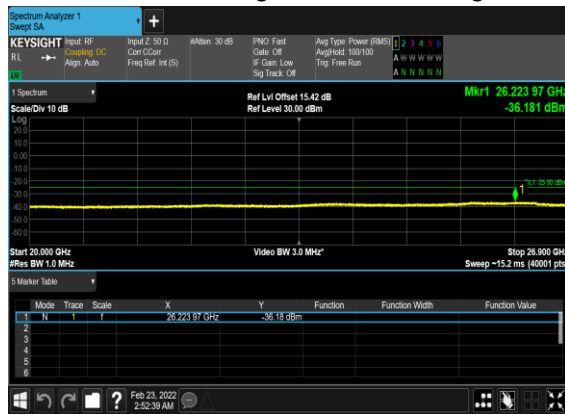 Spectrum Analyzer 1
Swept SA
+
KEYSIGHT Input: RF Input Z: 50 Ω #Atten: 30 dB PNO: Fast Avg Type: Power (RMS) 1 2 3 4 5 6
RL Coupling: DC Corr CCorr Gate: Off Avg|Hold: 100/100 A W W W W W
Align: Auto Freq Ref: Int (S) IF Gain: Low Trig: Free Run
Sig Track: Off A N N N N N
LW
1 Spectrum Ref Lvl Offset 15.42 dB Mkr1 26.223 97 GHz
Scale/Div 10 dB Ref Level 30.00 dBm -36.181 dBm
Log
20.0
10.0
0.00
-10.0
-20.0
DL1 -25.00 dBm
1
-30.0
-40.0
-50.0
-60.0
Start 20.000 GHz Video BW 3.0 MHz* Stop 26.900 GHz
#Res BW 1.0 MHz Sweep ~15.2 ms (40001 pts)
5 Marker Table
Mode Trace Scale X Y Function Function Width Function Value
1 N 1 f 26.223 97 GHz -36.18 dBm
2
3
4
5
6
? Feb 23, 2022
2:52:39 AM